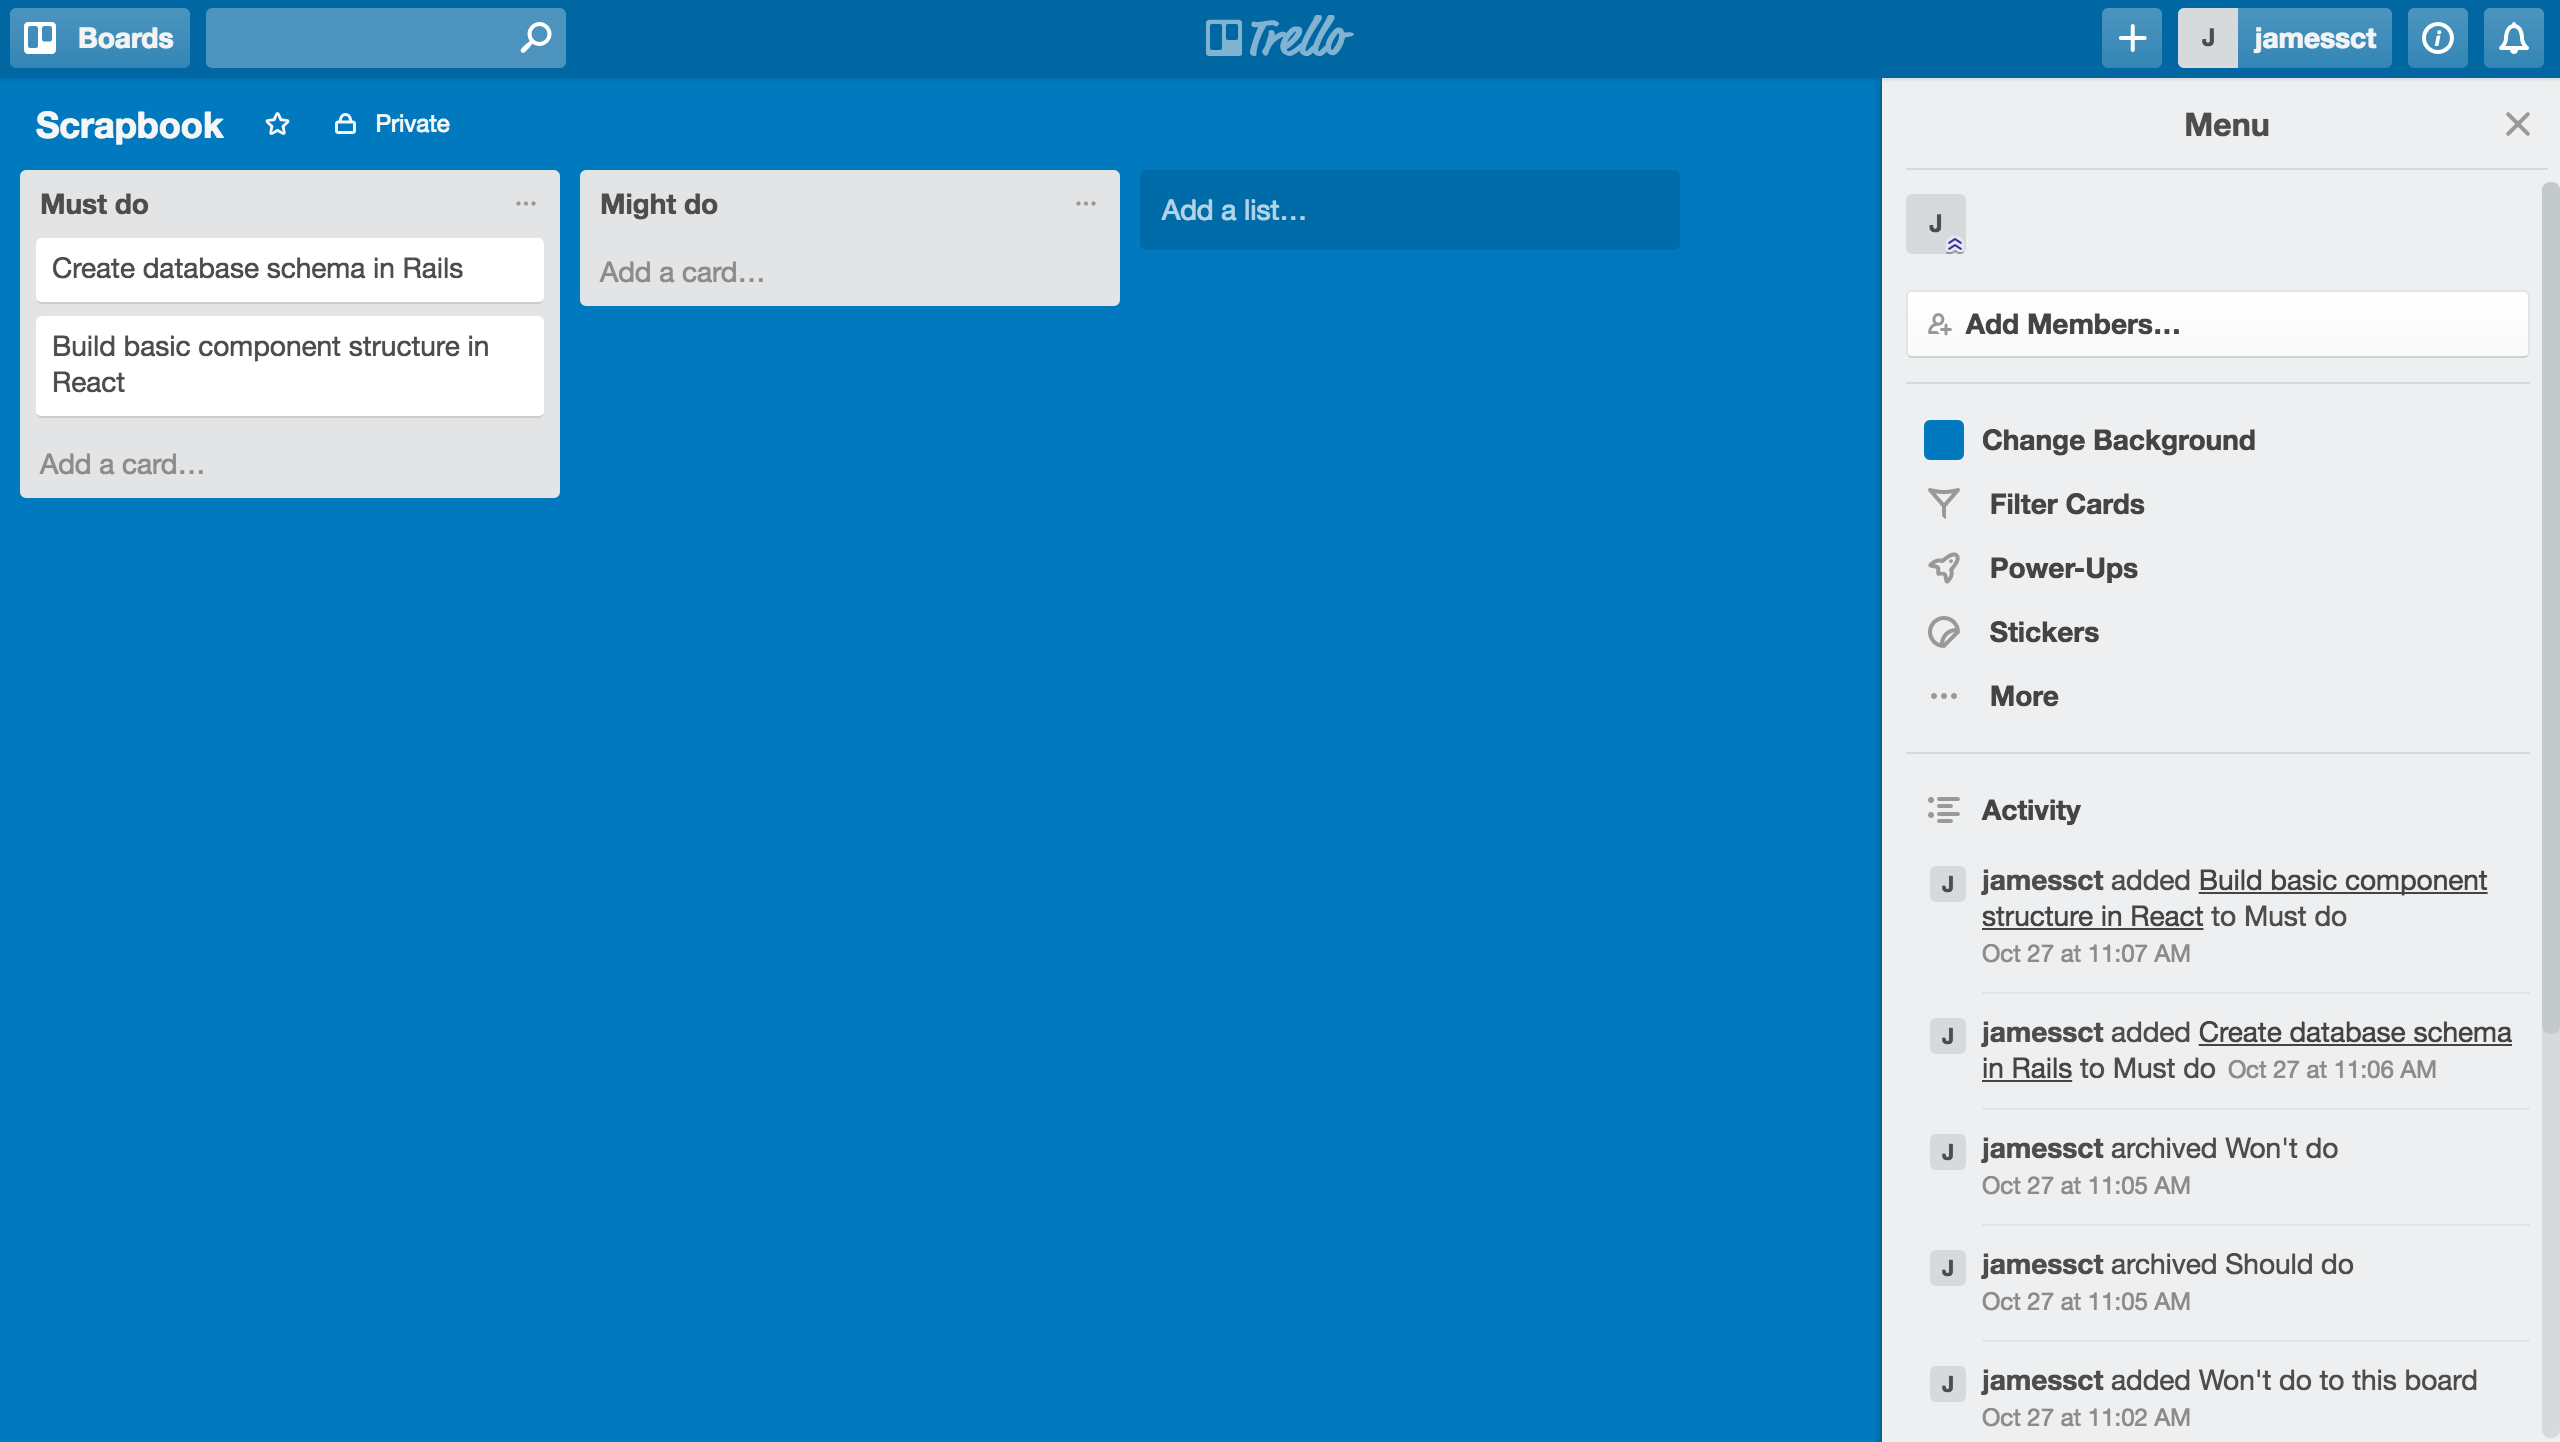 Boards
Trello
J jamessct
Scrapbook Private
Must do
Create database schema in Rails
Build basic component structure in
React
Add a card…
Might do
Add a card…
Add a list…
Menu
J
Add Members…
Change Background
Filter Cards
Power-Ups
Stickers
More
Activity
J jamessct added Build basic component
structure in React to Must do
Oct 27 at 11:07 AM
J jamessct added Create database schema
in Rails to Must do Oct 27 at 11:06 AM
J jamessct archived Won't do
Oct 27 at 11:05 AM
J jamessct archived Should do
Oct 27 at 11:05 AM
J jamessct added Won't do to this board
Oct 27 at 11:02 AM